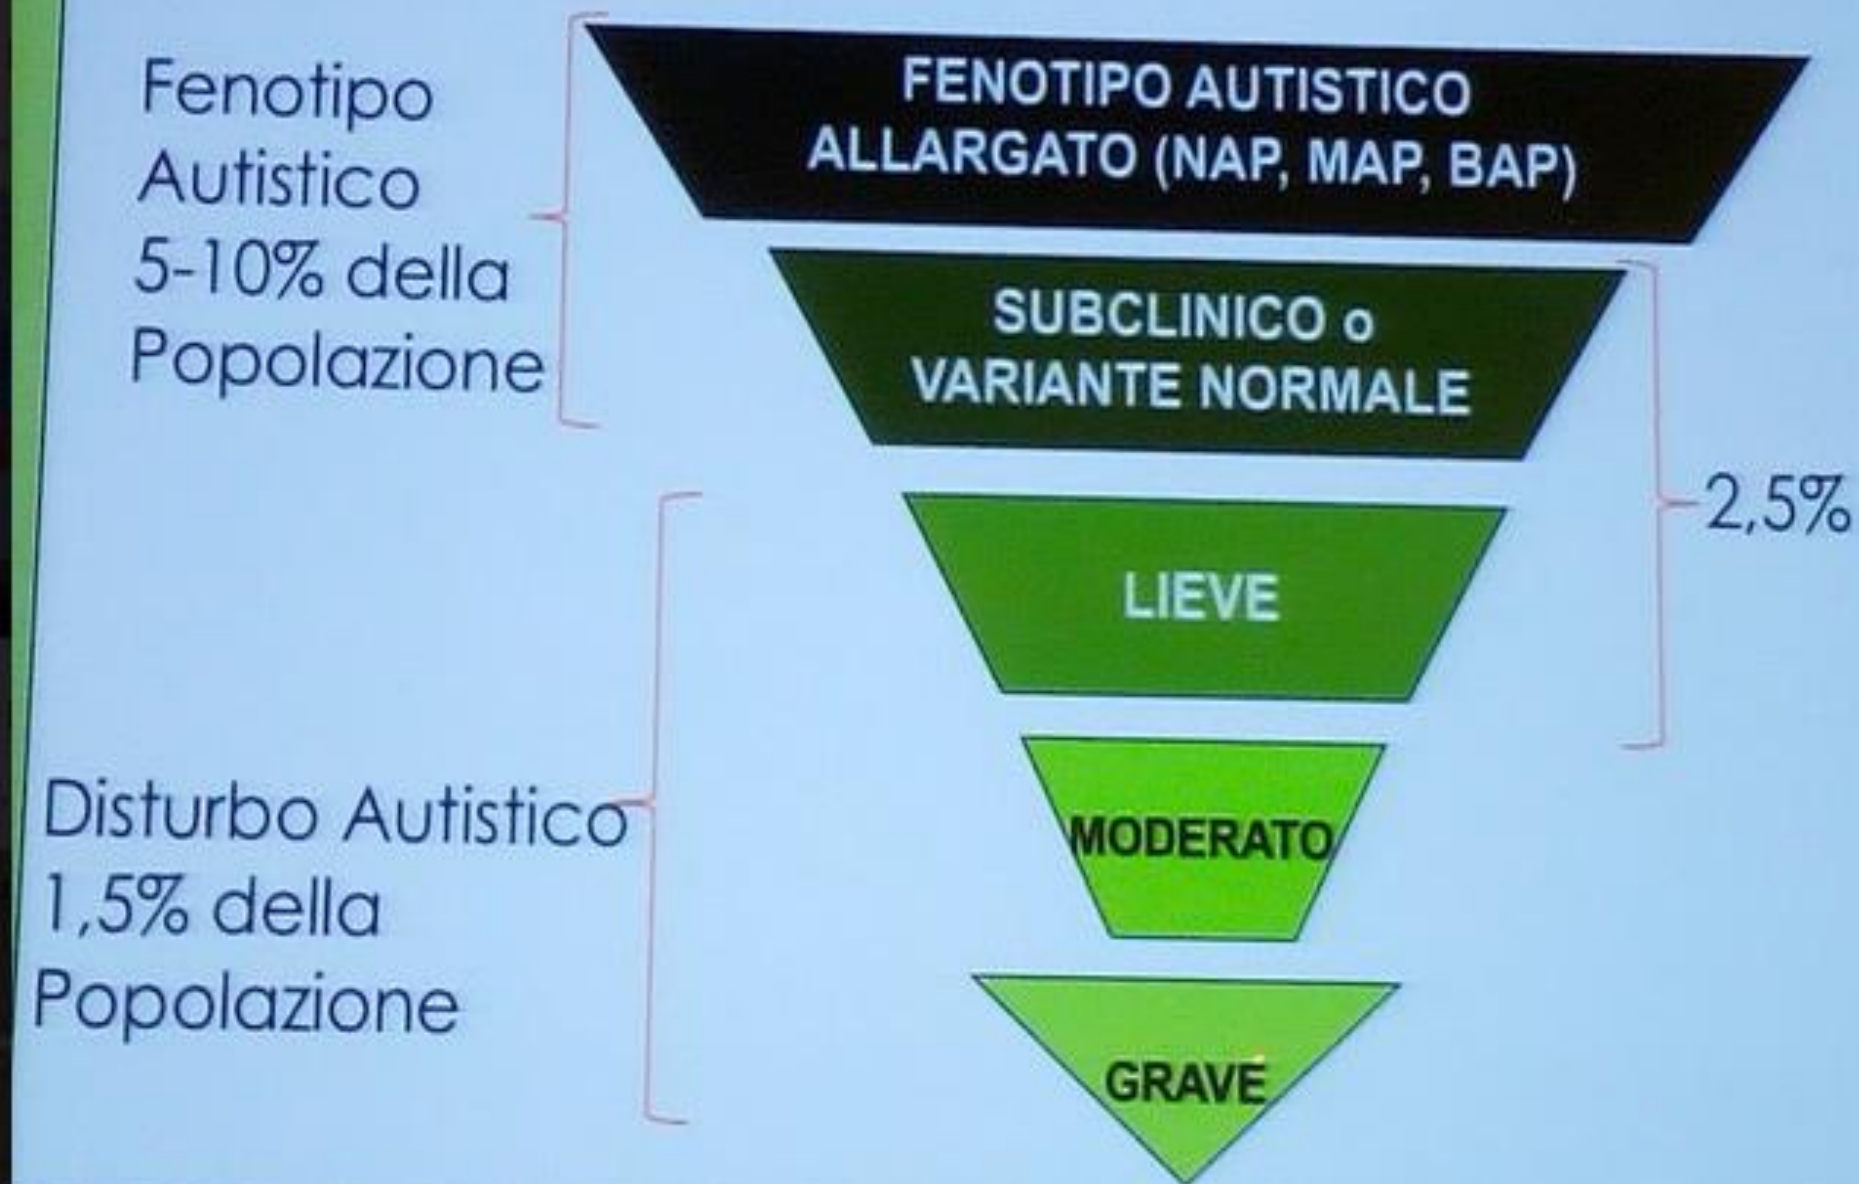 Fenotipo
Autistico
5-10% della
Popolazione
FENOTIPO AUTISTICO
ALLARGATO (NAP, MAP, BAP)
SUBCLINICO o
VARIANTE NORMALE
2,5%
LIEVE
Disturbo Autistico
1,5% della
Popolazione
MODERATO
GRAVE